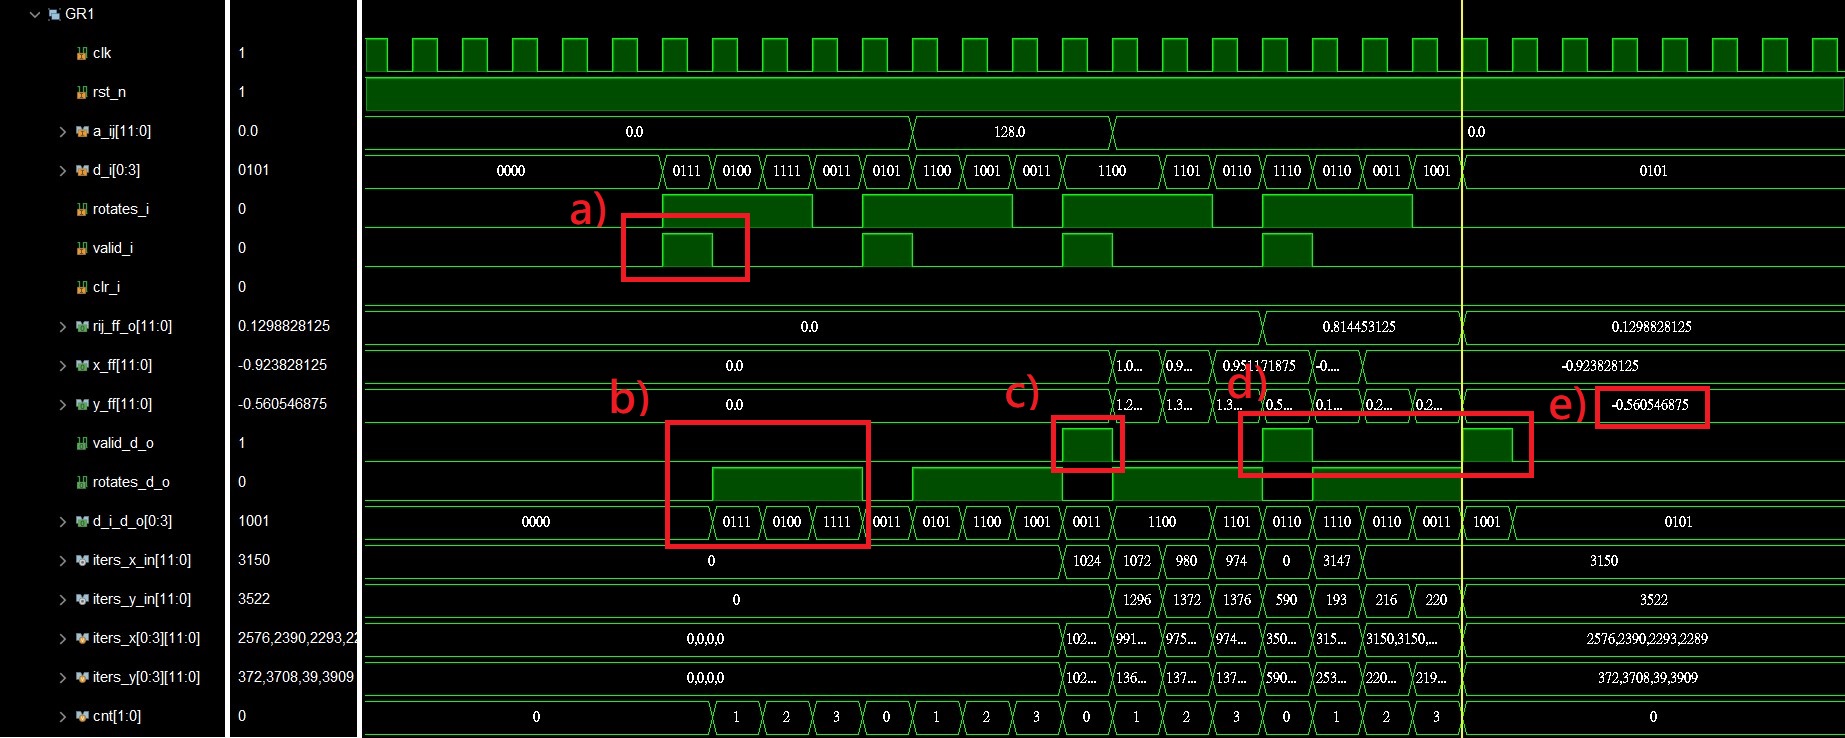 GR1
clk 1
rst_n 1
a_ij[11:0] 0.0 0.0 128.0 0.0
d_i[0:3] 0101 0000 0111 0100 1111 0011 0101 1100 1001 0011 1100 1101 0110 1110 0110 0011 1001 0101
a)
rotates_i 0
valid_i 0
clr_i 0
rij_ff_o[11:0] 0.1298828125 0.0 0.814453125 0.1298828125
x_ff[11:0] -0.923828125 0.0 1.0... 0.9... 0.951171875 -0.... -0.923828125
b) c) d) e)
y_ff[11:0] -0.560546875 0.0 1.2... 1.3... 1.3... 0.5... 0.1... 0.2... 0.2... -0.560546875
valid_d_o 1
rotates_d_o 0
d_i_d_o[0:3] 1001 0000 0111 0100 1111 0011 0101 1100 1001 0011 1100 1101 0110 1110 0110 0011 1001 0101
iters_x_in[11:0] 3150 0 1024 1072 980 974 0 3147 3150
iters_y_in[11:0] 3522 0 1296 1372 1376 590 193 216 220 3522
iters_x[0:3][11:0] 2576,2390,2293,22 0,0,0,0 102... 991... 975... 974... 350... 315... 3150,3150,... 2576,2390,2293,2289
iters_y[0:3][11:0] 372,3708,39,3909 0,0,0,0 102... 136... 137... 137... 590... 253... 220... 219... 372,3708,39,3909
cnt[1:0] 0 0 1 2 3 0 1 2 3 0 1 2 3 0 1 2 3 0